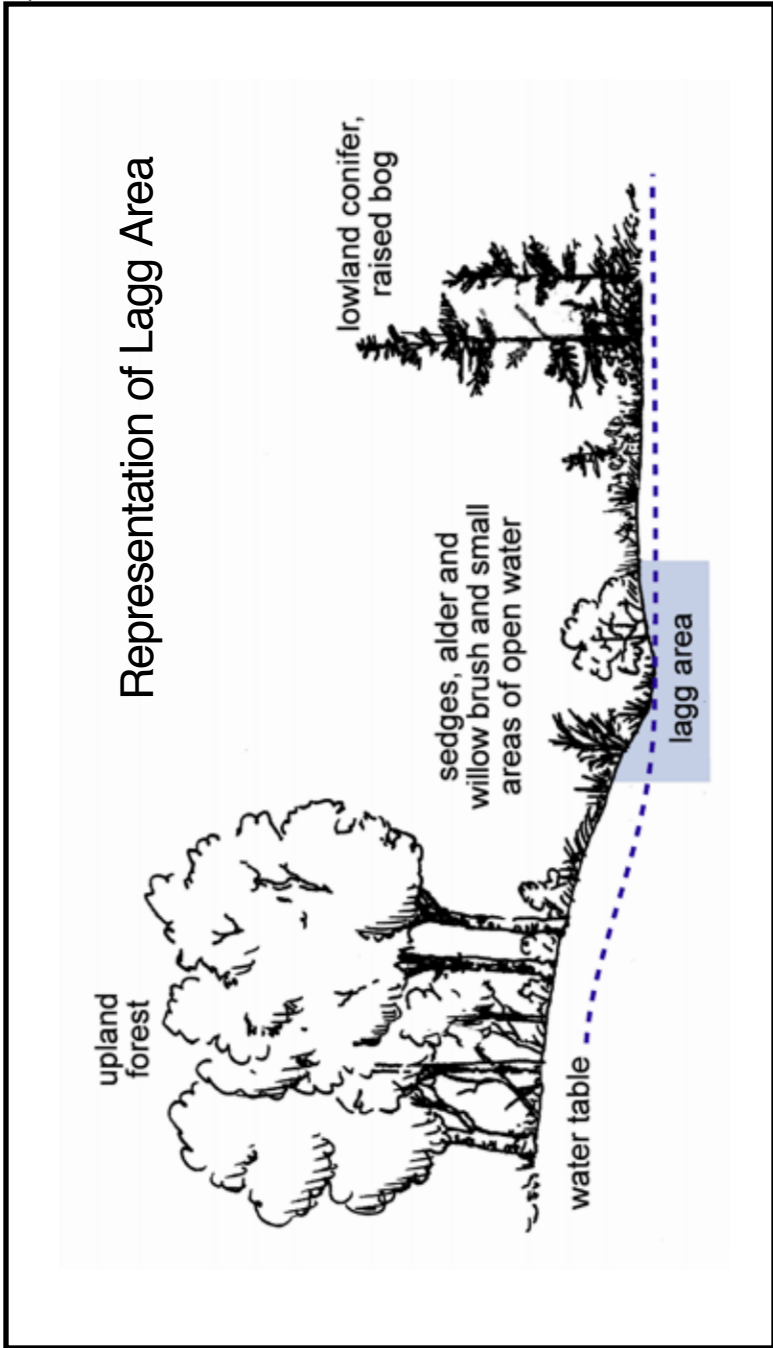 Representation of Lagg Area
upland
forest
sedges, alder and
willow brush and small
areas of open water
lowland conifer,
raised bog
water table
lagg area